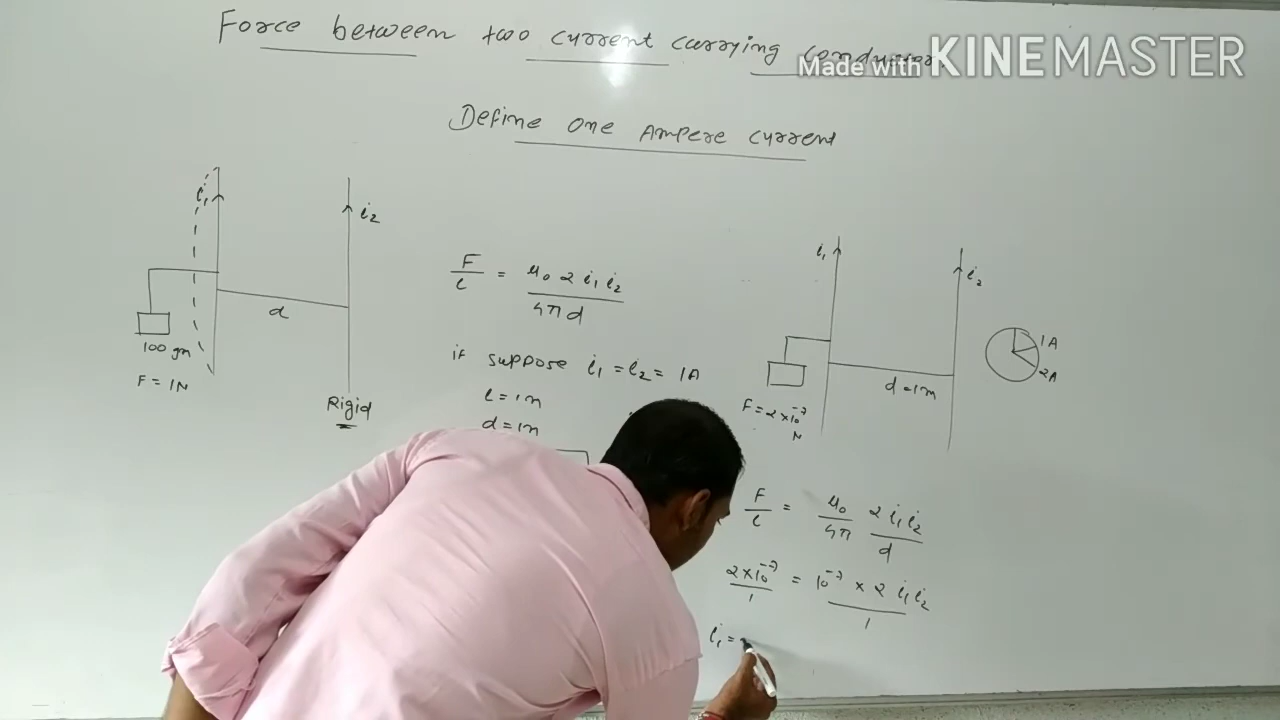 Force between two current carrying conductor
Made with KINEMASTER
Define one Ampere current
i₁
i₂
d
100 gm
F = 1N
Rigid
F/l = μ₀ 2 i₁ i₂ / 4π d
if suppose i₁ = i₂ = 1A
l = 1m
d = 1m
i₁
i₂
1A
2A
d = 1m
F = 2 × 10⁻⁷
N
F/l = μ₀/4π 2 i₁ i₂/d
2 × 10⁻⁷/1 = 10⁻⁷ × 2 i₁ i₂/1
i₁ =